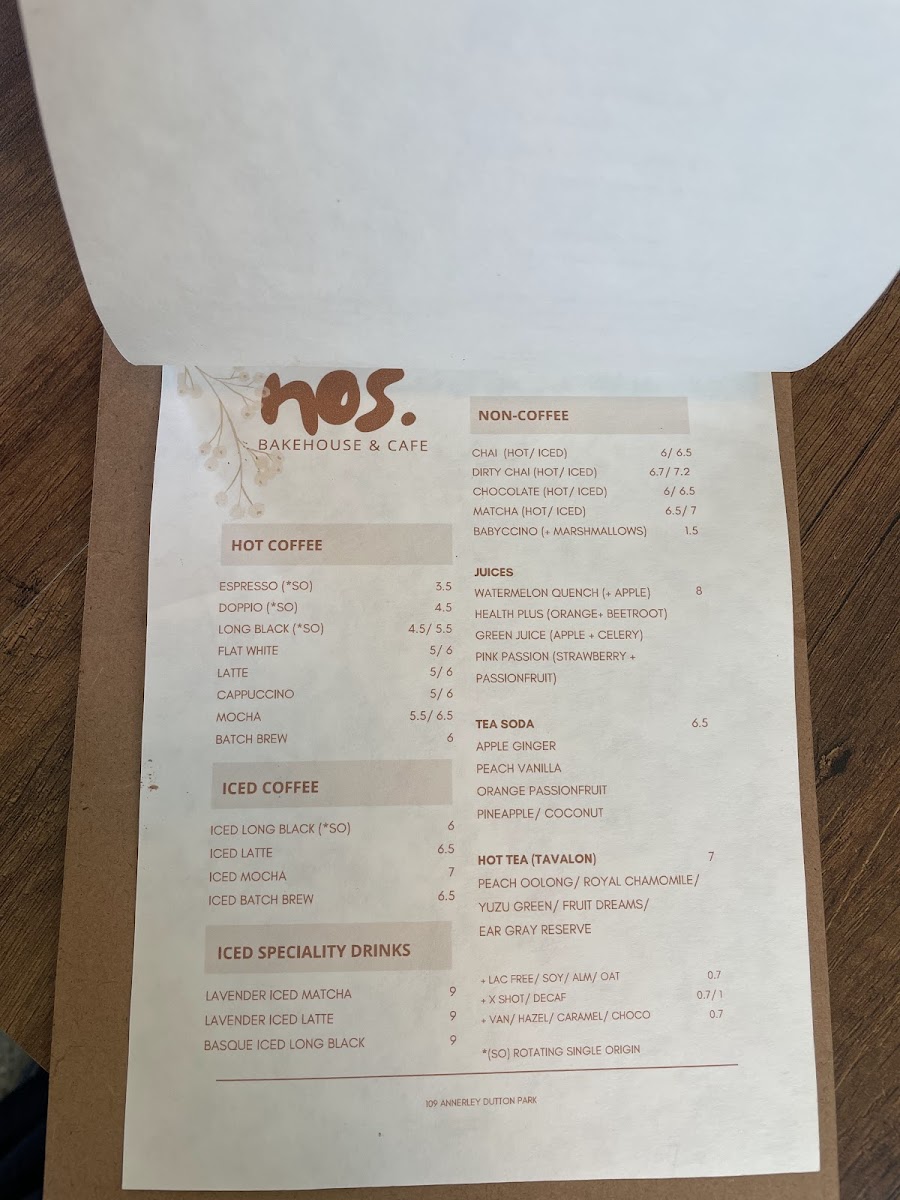 nos.
BAKEHOUSE & CAFE
HOT COFFEE
ESPRESSO (*SO) 3.5
DOPPIO (*SO) 4.5
LONG BLACK (*SO) 4.5/ 5.5
FLAT WHITE 5/ 6
LATTE 5/ 6
CAPPUCCINO 5/ 6
MOCHA 5.5/ 6.5
BATCH BREW 6
ICED COFFEE
ICED LONG BLACK (*SO) 6
ICED LATTE 6.5
ICED MOCHA 7
ICED BATCH BREW 6.5
ICED SPECIALITY DRINKS
LAVENDER ICED MATCHA 9
LAVENDER ICED LATTE 9
BASQUE ICED LONG BLACK 9
NON-COFFEE
CHAI (HOT/ ICED) 6/ 6.5
DIRTY CHAI (HOT/ ICED) 6.7/ 7.2
CHOCOLATE (HOT/ ICED) 6/ 6.5
MATCHA (HOT/ ICED) 6.5/ 7
BABYCCINO (+ MARSHMALLOWS) 1.5
JUICES
WATERMELON QUENCH (+ APPLE) 8
HEALTH PLUS (ORANGE+ BEETROOT)
GREEN JUICE (APPLE + CELERY)
PINK PASSION (STRAWBERRY +
PASSIONFRUIT)
TEA SODA 6.5
APPLE GINGER
PEACH VANILLA
ORANGE PASSIONFRUIT
PINEAPPLE/ COCONUT
HOT TEA (TAVALON) 7
PEACH OOLONG/ ROYAL CHAMOMILE/
YUZU GREEN/ FRUIT DREAMS/
EAR GRAY RESERVE
+ LAC FREE/ SOY/ ALM/ OAT 0.7
+ X SHOT/ DECAF 0.7/ 1
+ VAN/ HAZEL/ CARAMEL/ CHOCO 0.7
*(SO) ROTATING SINGLE ORIGIN
109 ANNERLEY DUTTON PARK